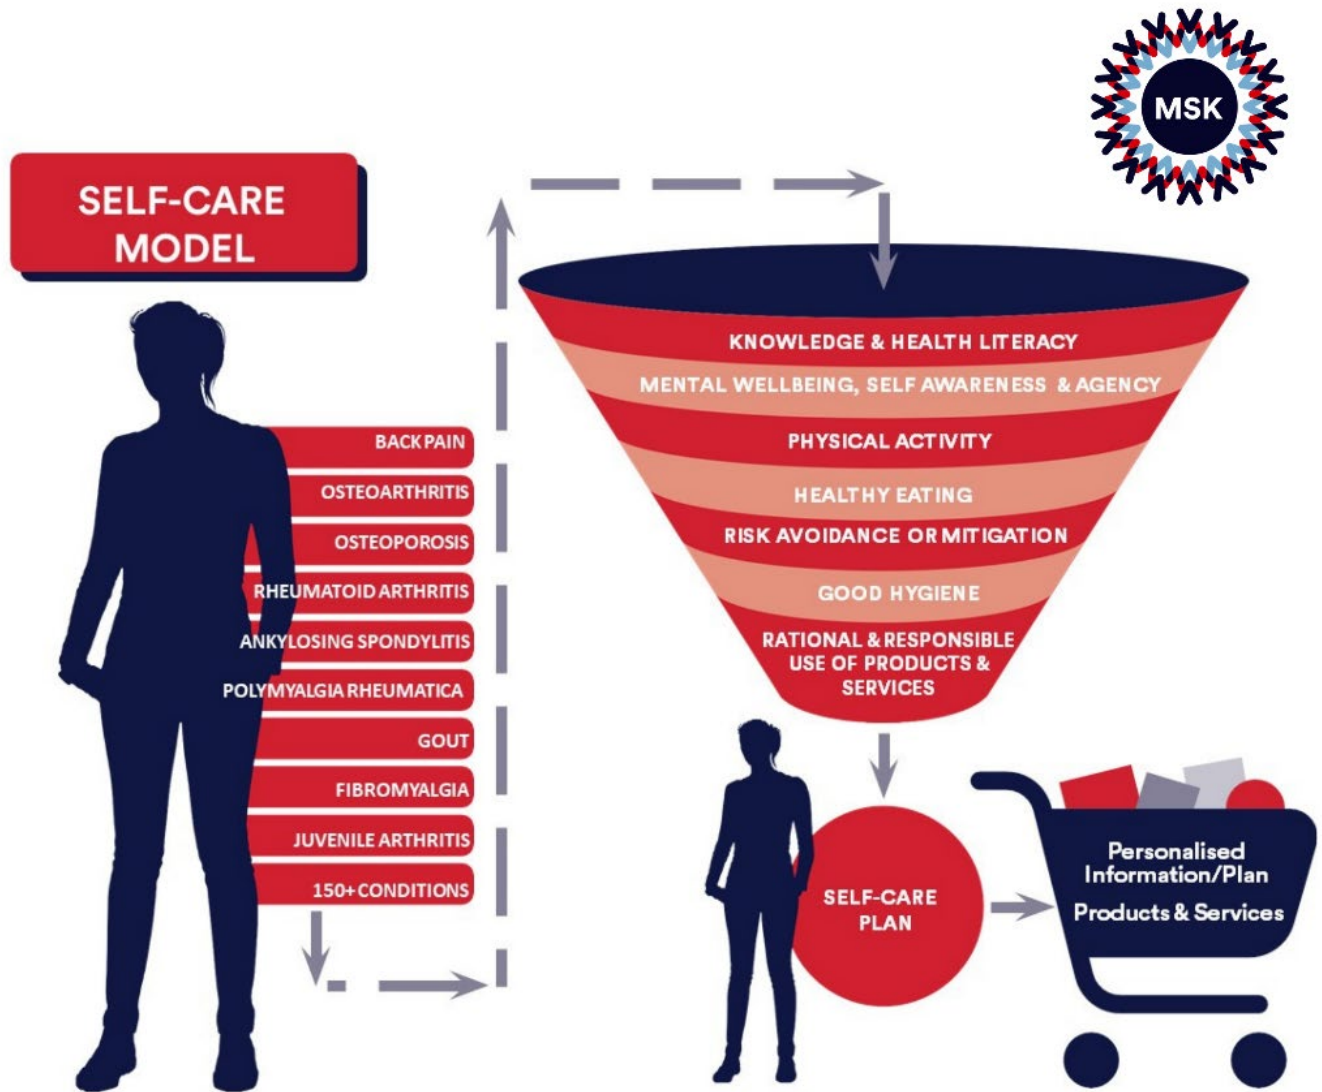 MSK
SELF-CARE
MODEL
BACK PAIN
OSTEOARTHRITIS
OSTEOPOROSIS
RHEUMATOID ARTHRITIS
ANKYLOSING SPONDYLITIS
POLYMYALGIA RHEUMATICA
GOUT
FIBROMYALGIA
JUVENILE ARTHRITIS
150+ CONDITIONS
KNOWLEDGE & HEALTH LITERACY
MENTAL WELLBEING, SELF AWARENESS & AGENCY
PHYSICAL ACTIVITY
HEALTHY EATING
RISK AVOIDANCE OR MITIGATION
GOOD HYGIENE
RATIONAL & RESPONSIBLE
USE OF PRODUCTS &
SERVICES
SELF-CARE
PLAN
Personalised
Information/Plan
Products & Services